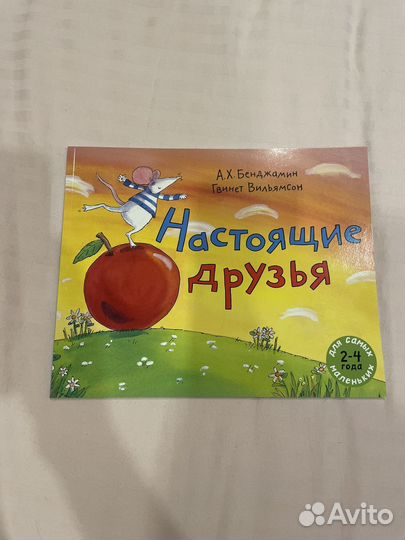 А.Х. Бенджамин
Гвинет Вильямсон
Настоящие
друзья
для самых
2-4
года
маленьких
Avito